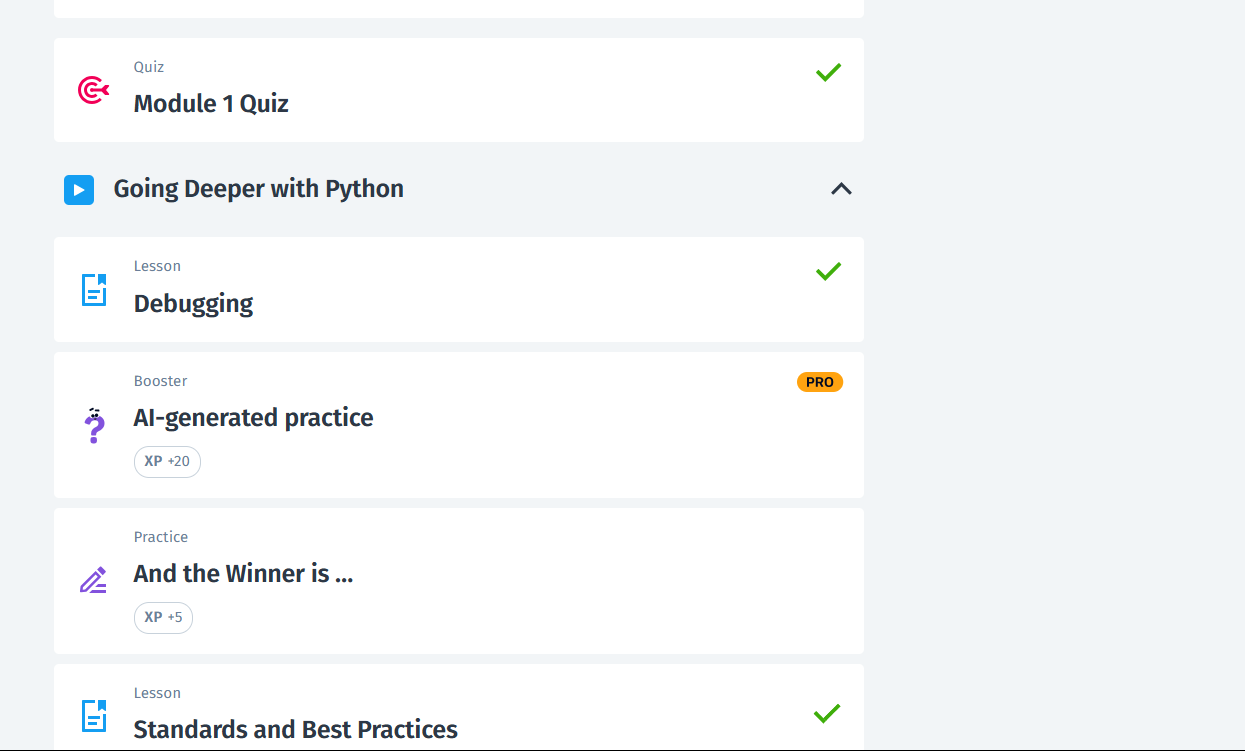 Quiz
Module 1 Quiz
Going Deeper with Python
Lesson
Debugging
Booster
PRO
AI-generated practice
XP +20
Practice
And the Winner is ...
XP +5
Lesson
Standards and Best Practices